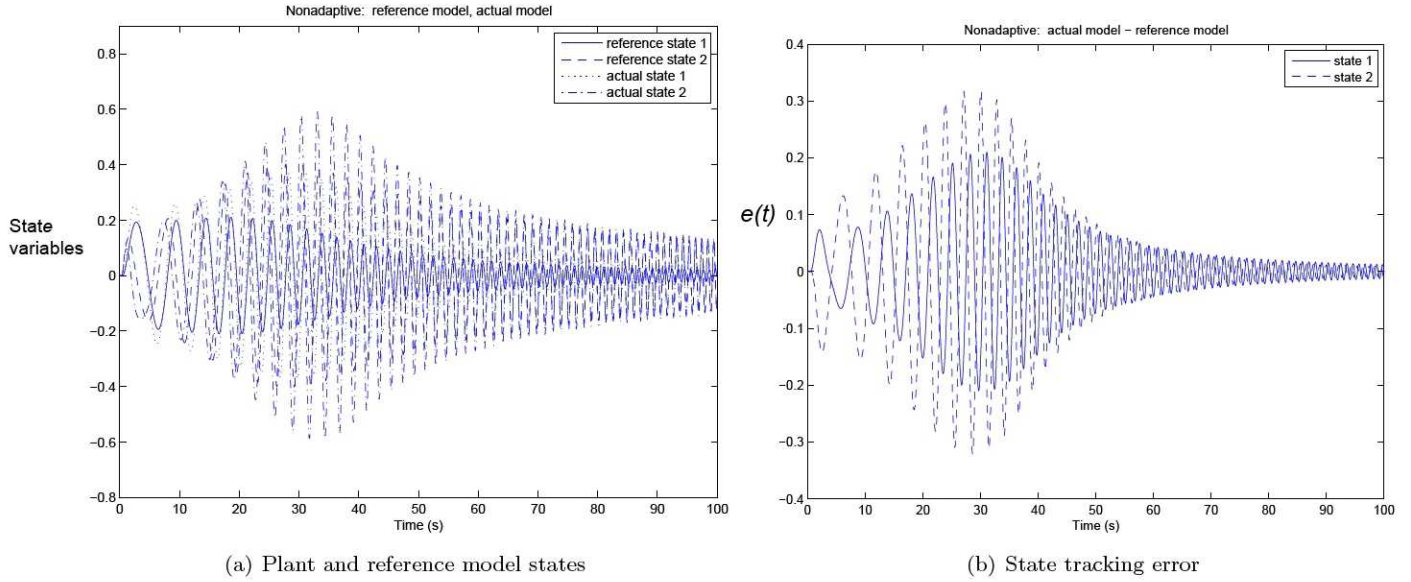 Nonadaptive: reference model, actual model
reference state 1
reference state 2
actual state 1
actual state 2
State
variables
0.8
0.6
0.4
0.2
0
−0.2
−0.4
−0.6
−0.8
0 10 20 30 40 50 60 70 80 90 100
Time (s)
(a) Plant and reference model states
Nonadaptive: actual model − reference model
state 1
state 2
e(t)
0.4
0.3
0.2
0.1
0
−0.1
−0.2
−0.3
−0.4
0 10 20 30 40 50 60 70 80 90 100
Time (s)
(b) State tracking error